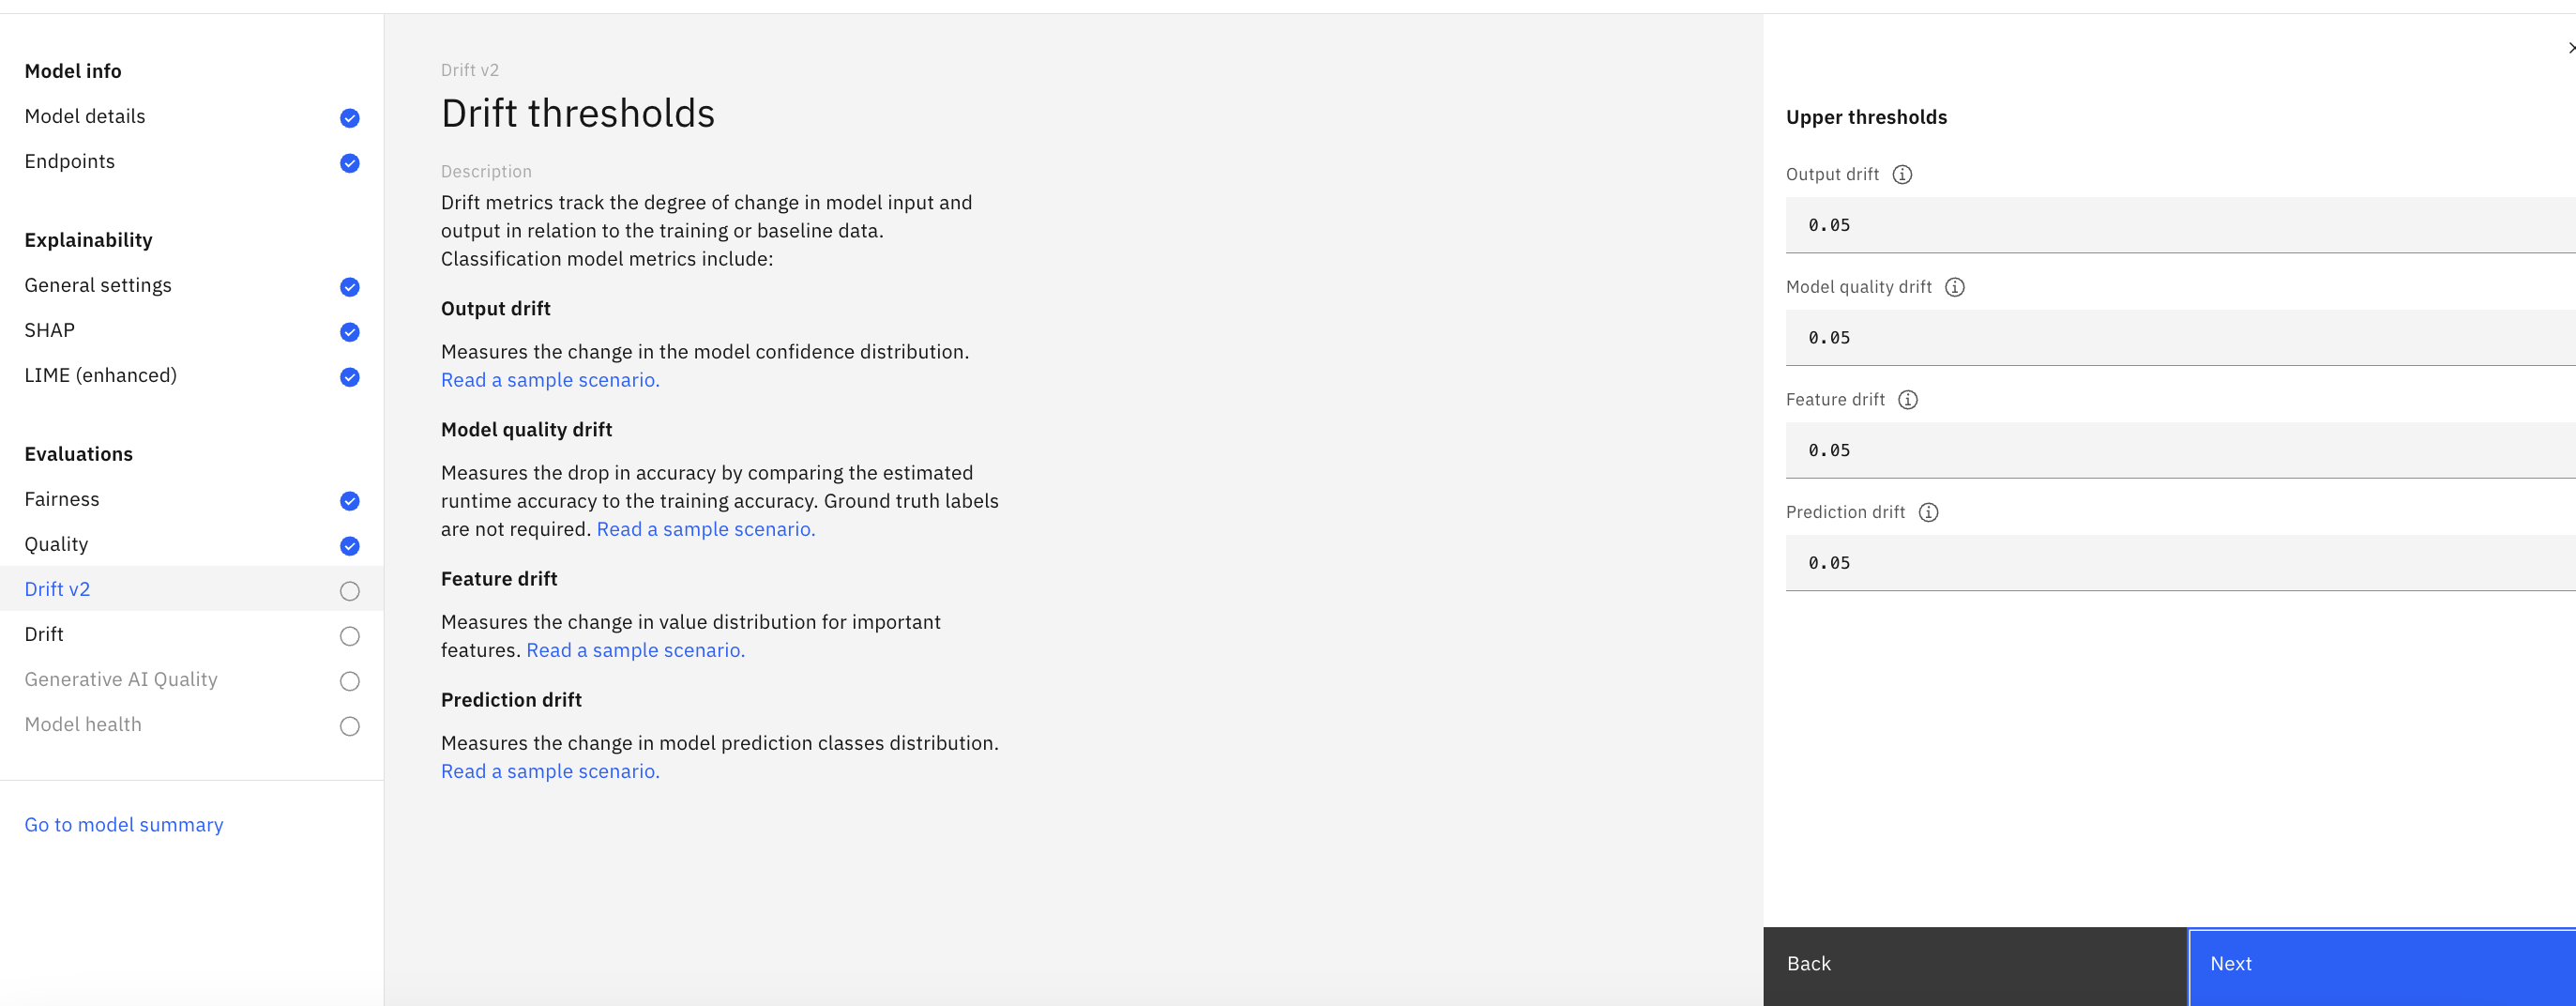 Model info
Model details
Endpoints
Explainability
General settings
SHAP
LIME (enhanced)
Evaluations
Fairness
Quality
Drift v2
Drift
Generative AI Quality
Model health
Go to model summary
Drift v2
Drift thresholds
Description
Drift metrics track the degree of change in model input and
output in relation to the training or baseline data.
Classification model metrics include:
Output drift
Measures the change in the model confidence distribution.
Read a sample scenario.
Model quality drift
Measures the drop in accuracy by comparing the estimated
runtime accuracy to the training accuracy. Ground truth labels
are not required. Read a sample scenario.
Feature drift
Measures the change in value distribution for important
features. Read a sample scenario.
Prediction drift
Measures the change in model prediction classes distribution.
Read a sample scenario.
Upper thresholds
Output drift
0.05
Model quality drift
0.05
Feature drift
0.05
Prediction drift
0.05
Back
Next